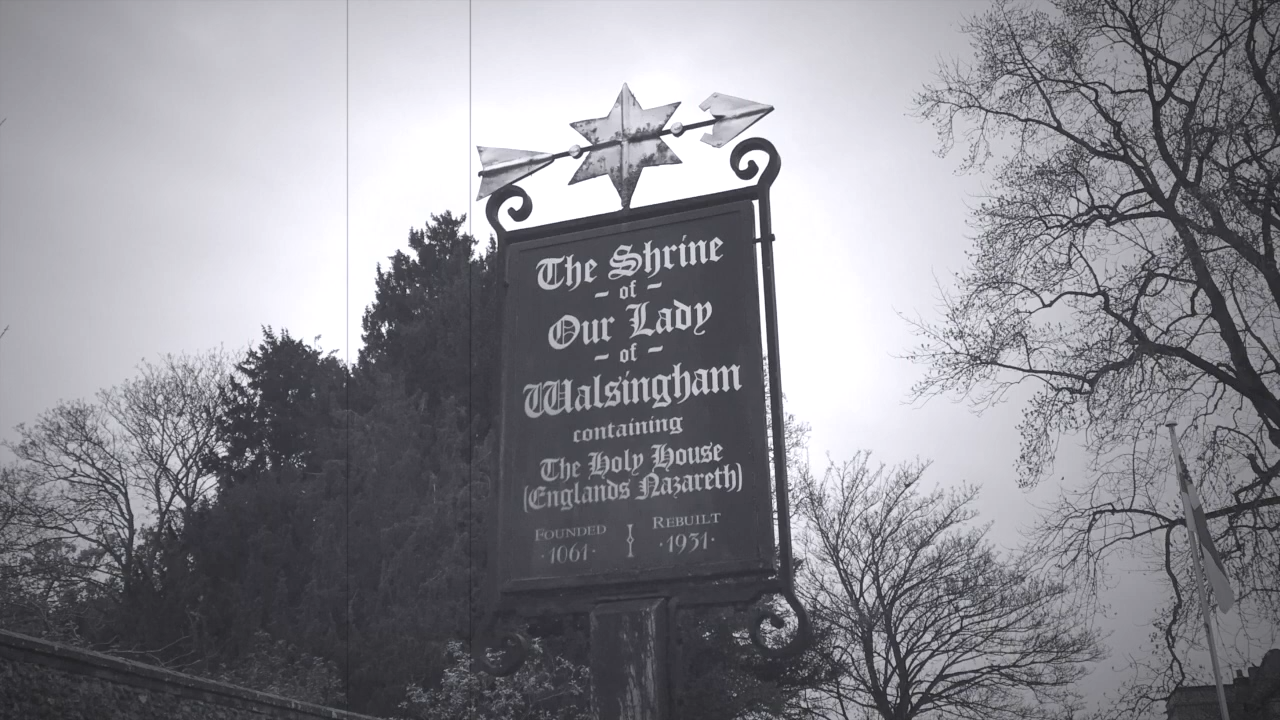 The Shrine
– of –
Our Lady
– of –
Walsingham
containing
The Holy House
(Englands Nazareth)
FOUNDED REBUILT
·1061· ·1931·